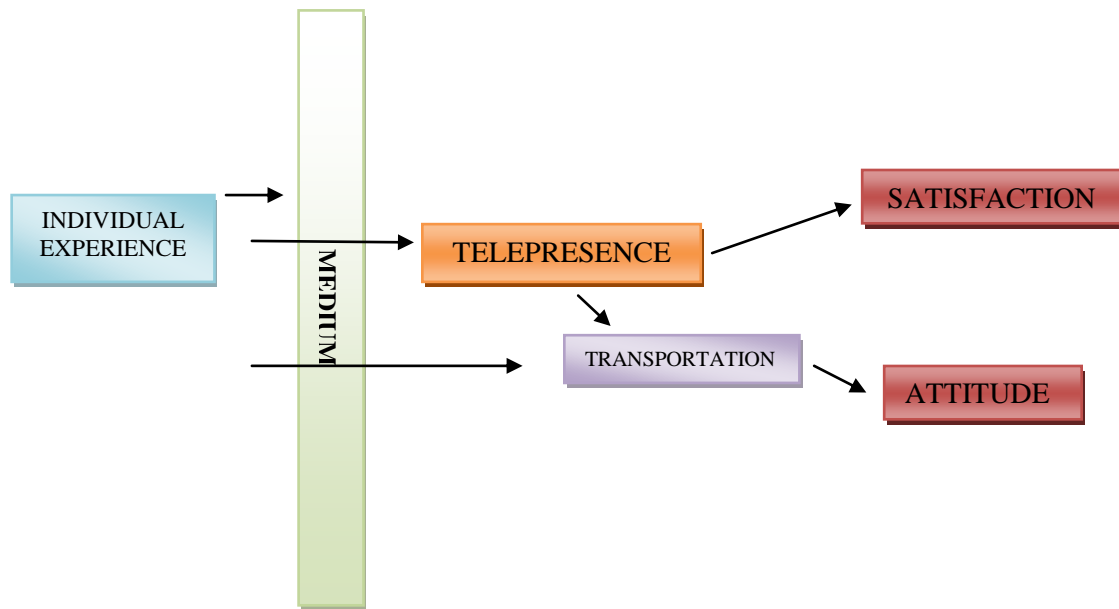 INDIVIDUAL
EXPERIENCE
MEDIUM
TELEPRESENCE
SATISFACTION
TRANSPORTATION
ATTITUDE